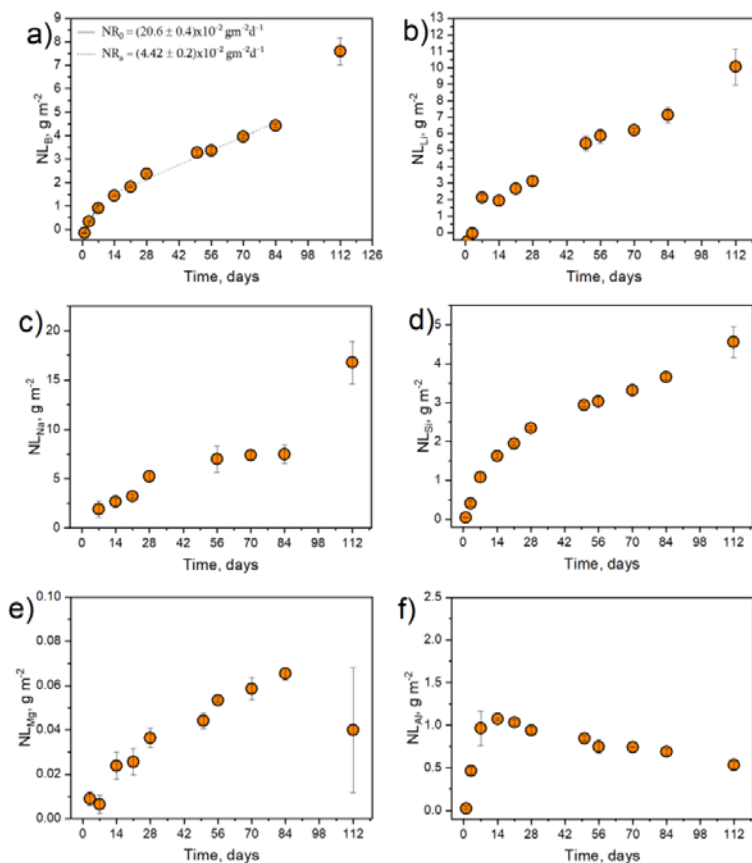 a)
NR₀ = (20.6 ± 0.4)x10⁻² gm⁻²d⁻¹
NRₐ = (4.42 ± 0.2)x10⁻² gm⁻²d⁻¹
9
8
7
6
5
4
3
2
1
0
NL_B, g m⁻²
0 14 28 42 56 70 84 98 112 126
Time, days
b)
13
12
11
10
9
8
7
6
5
4
3
2
1
0
NL_Li, g m⁻²
0 14 28 42 56 70 84 98 112
Time, days
c)
20
15
10
5
0
NL_Na, g m⁻²
0 14 28 42 56 70 84 98 112
Time, days
d)
5
4
3
2
1
0
NL_Si, g m⁻²
0 14 28 42 56 70 84 98 112
Time, days
e)
0.10
0.08
0.06
0.04
0.02
0.00
NL_Mg, g m⁻²
0 14 28 42 56 70 84 98 112
Time, days
f)
2.5
2.0
1.5
1.0
0.5
0.0
NL_Al, g m⁻²
0 14 28 42 56 70 84 98 112
Time, days